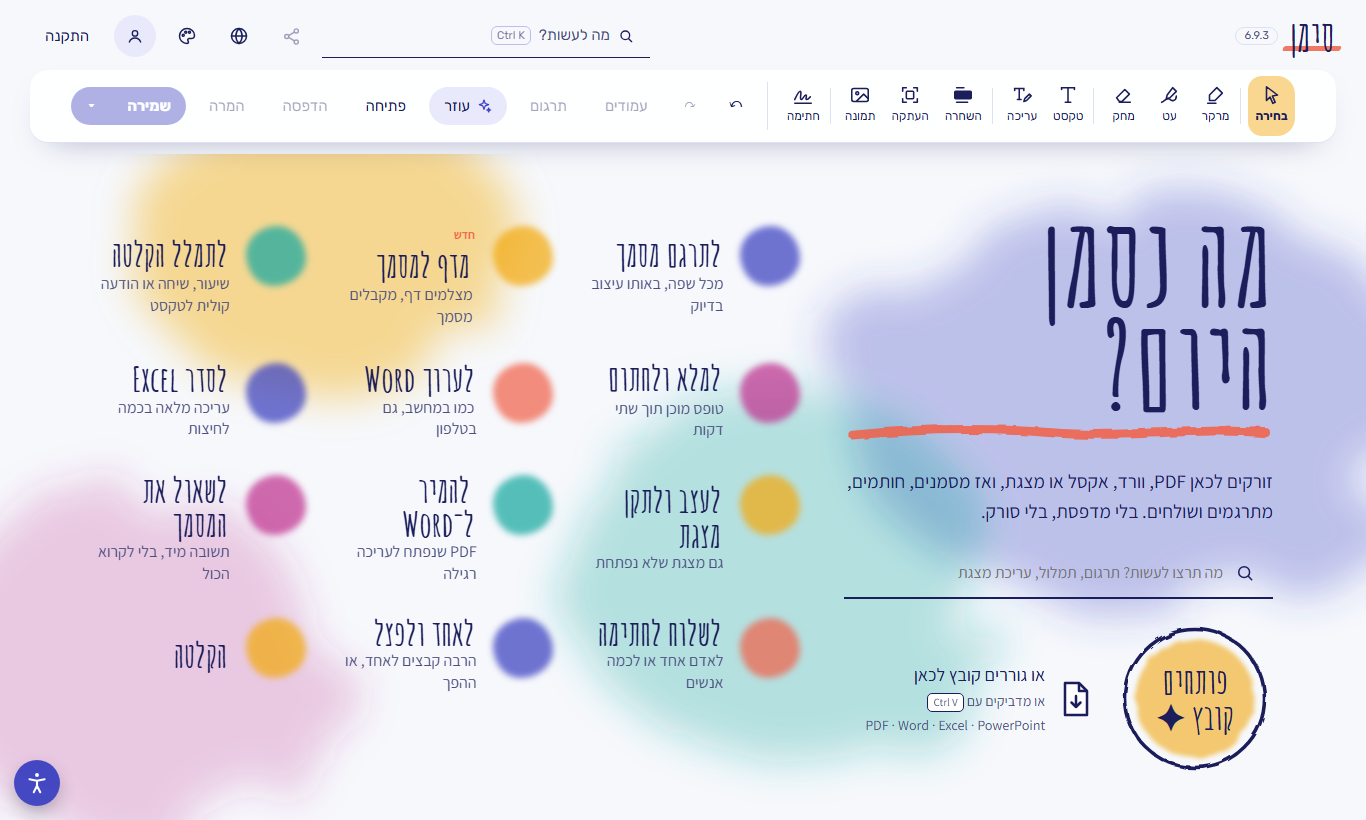 סימן
6.9.3
מה לעשות? Ctrl K
התקנה
בחירה
מרקר
עט
מחק
טקסט
עריכה
השחרה
העתקה
תמונה
חתימה
עמודים
תרגום
עוזר
פתיחה
הדפסה
המרה
שמירה
מה נסמן
היום?
זורקים לכאן PDF, וורד, אקסל או מצגת, ואז מסמנים, חותמים,
מתרגמים ושולחים. בלי מדפסת, בלי סורק.
מה תרצו לעשות? תרגום, תמלול, עריכת מצגת
פותחים
קובץ
או גוררים קובץ לכאן
או מדביקים עם Ctrl V
PDF · Word · Excel · PowerPoint
לתרגם מסמך
מכל שפה, באותו עיצוב
בדיוק
חדש
מדף למסמך
מצלמים דף, מקבלים
מסמך
לתמלל הקלטה
שיעור, שיחה או הודעה
קולית לטקסט
למלא ולחתום
טופס מוכן תוך שתי
דקות
לערוך Word
כמו במחשב, גם
בטלפון
לסדר Excel
עריכה מלאה בכמה
לחיצות
לעצב ולתקן
מצגת
גם מצגת שלא נפתחת
להמיר
ל־Word
PDF שנפתח לעריכה
רגילה
לשאול את
המסמך
תשובה מיד, בלי לקרוא
הכול
לשלוח לחתימה
לאדם אחד או לכמה
אנשים
לאחד ולפצל
הרבה קבצים לאחד, או
ההפך
הקלטה